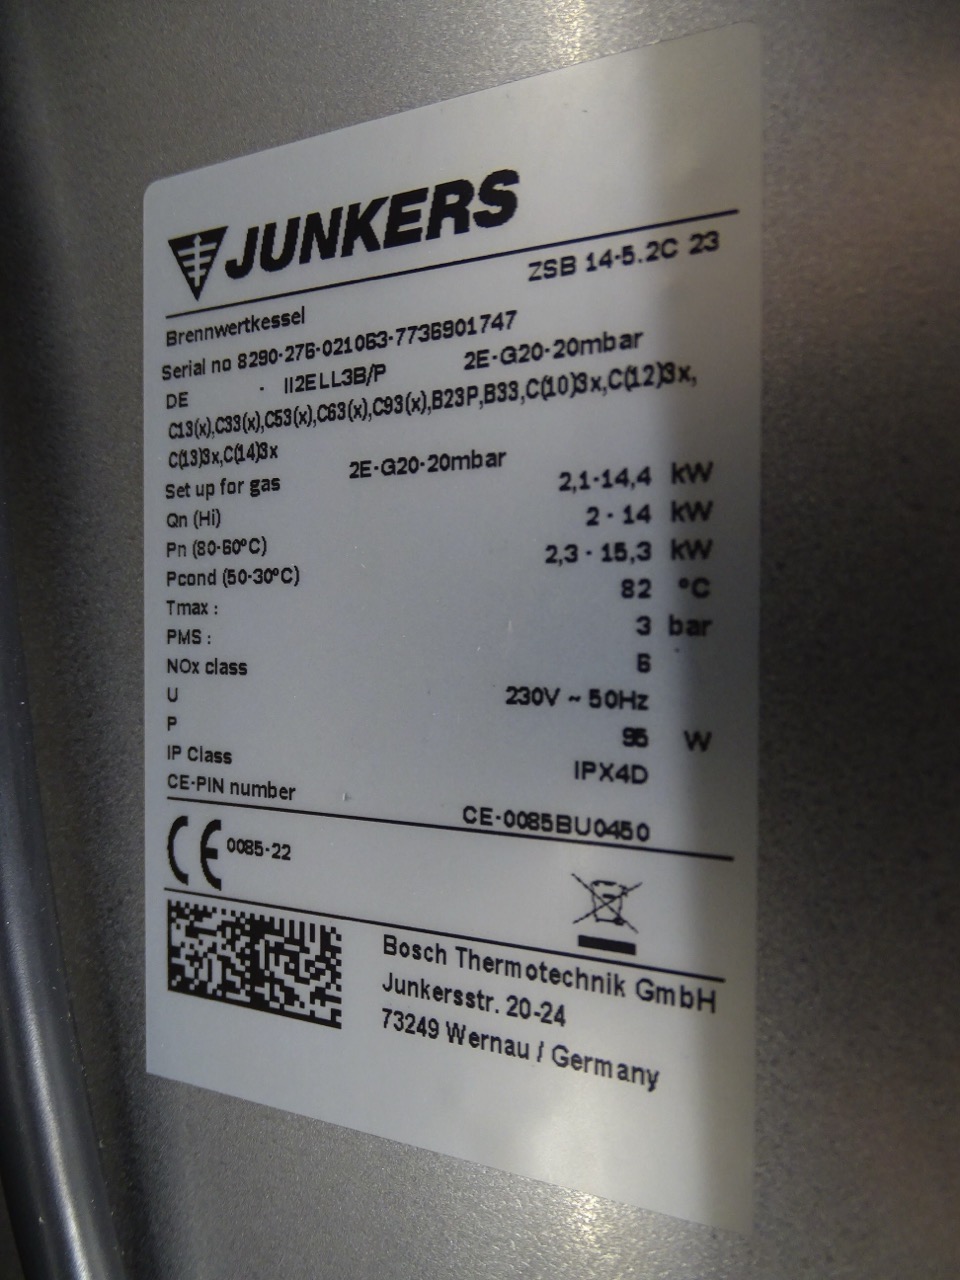 JUNKERS
ZSB 14-5.2C 23
Brennwertkessel
Serial no 8290-276-021063-7736901747
DE II2ELL3B/P 2E-G20-20mbar
C13(x),C33(x),C53(x),C63(x),C93(x),B23P,B33,C(10)3x,C(12)3x,
C(13)3x,C(14)3x
Set up for gas 2E-G20-20mbar
Qn (Hi) 2,1-14,4 kW
Pn (80-60°C) 2 - 14 kW
Pcond (50-30°C) 2,3 - 15,3 kW
Tmax : 82 °C
PMS : 3 bar
NOx class 6
U 230V ~ 50Hz
P 95 W
IP Class IPX4D
CE-PIN number CE-0085BU0450
CE 0085-22
Bosch Thermotechnik GmbH
Junkersstr. 20-24
73249 Wernau / Germany